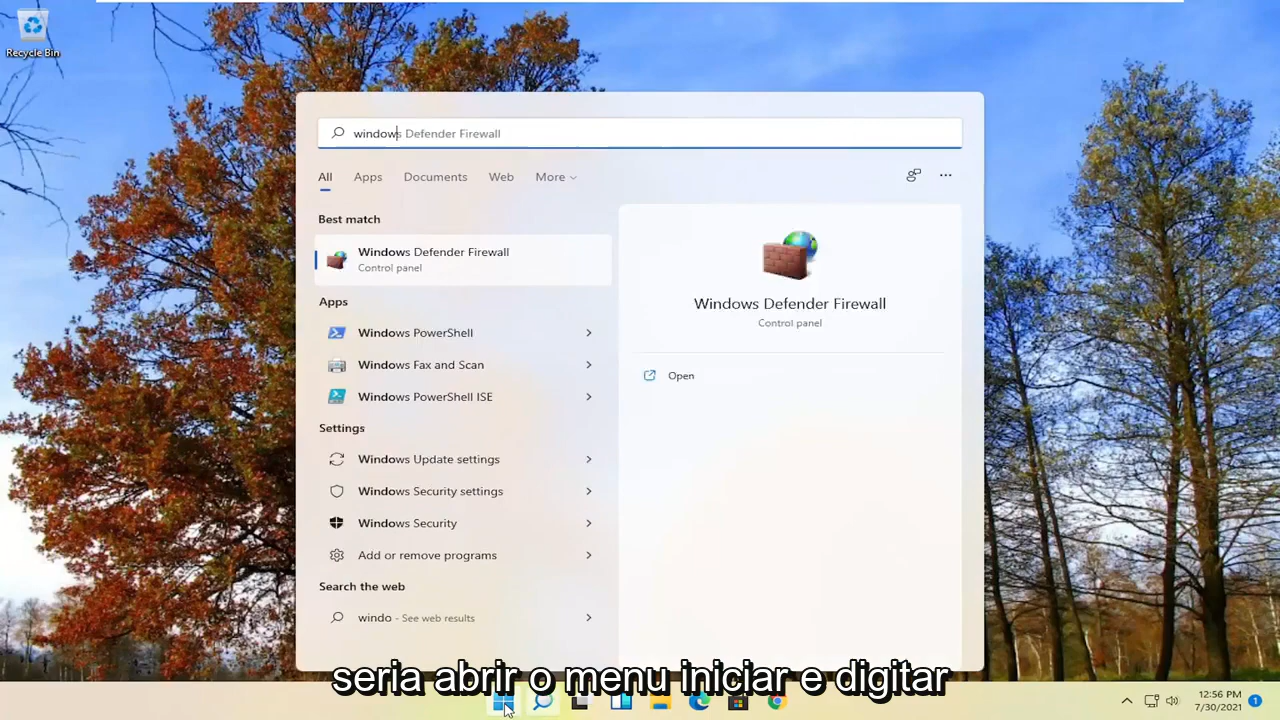 Recycle Bin
windows Defender Firewall
All Apps Documents Web More
Best match
Windows Defender Firewall
Control panel
Apps
Windows PowerShell
Windows Fax and Scan
Windows PowerShell ISE
Settings
Windows Update settings
Windows Security settings
Windows Security
Add or remove programs
Search the web
windo - See web results
Windows Defender Firewall
Control panel
Open
seria abrir o menu iniciar e digitar
12:56 PM
7/30/2021
1